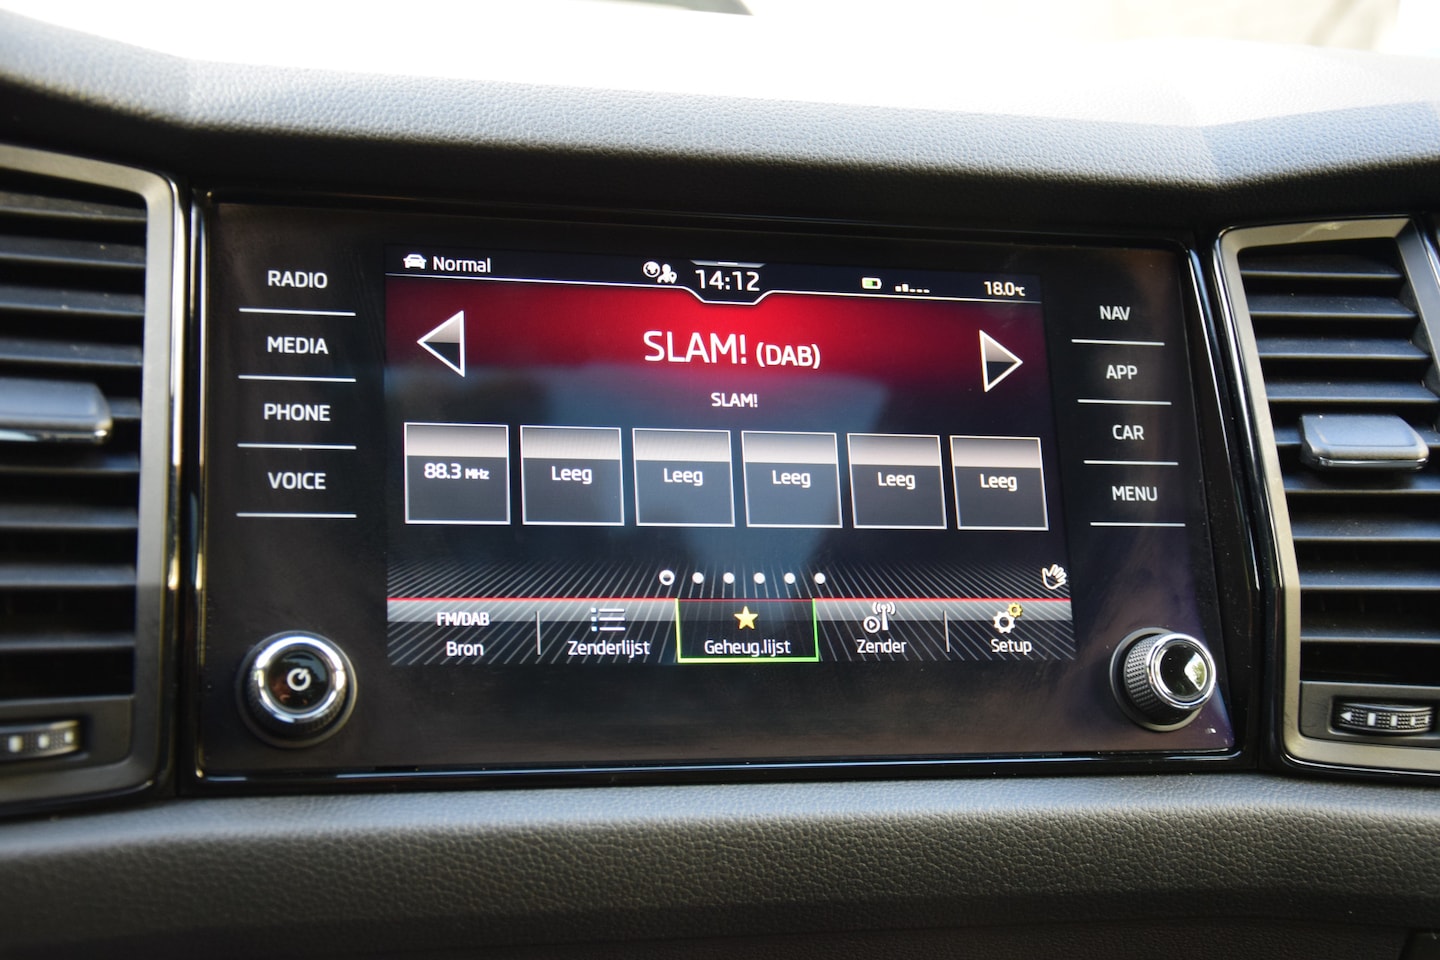 RADIO
MEDIA
PHONE
VOICE
Normal
14:12
18.0°C
SLAM! (DAB)
SLAM!
88.3 MHz
Leeg
Leeg
Leeg
Leeg
Leeg
FM/DAB
Bron
Zenderlijst
Geheug.lijst
Zender
Setup
NAV
APP
CAR
MENU